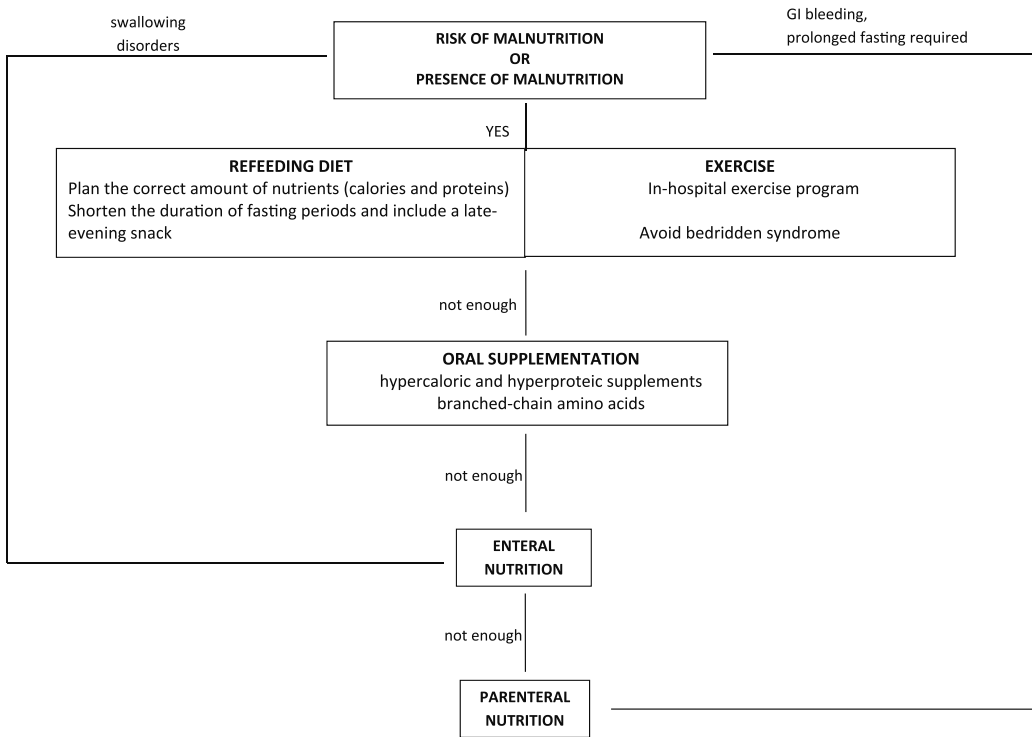 swallowing
disorders
GI bleeding,
prolonged fasting required
RISK OF MALNUTRITION
OR
PRESENCE OF MALNUTRITION
YES
REFEEDING DIET
Plan the correct amount of nutrients (calories and proteins)
Shorten the duration of fasting periods and include a late-
evening snack
EXERCISE
In-hospital exercise program
Avoid bedridden syndrome
not enough
ORAL SUPPLEMENTATION
hypercaloric and hyperproteic supplements
branched-chain amino acids
not enough
ENTERAL
NUTRITION
not enough
PARENTERAL
NUTRITION